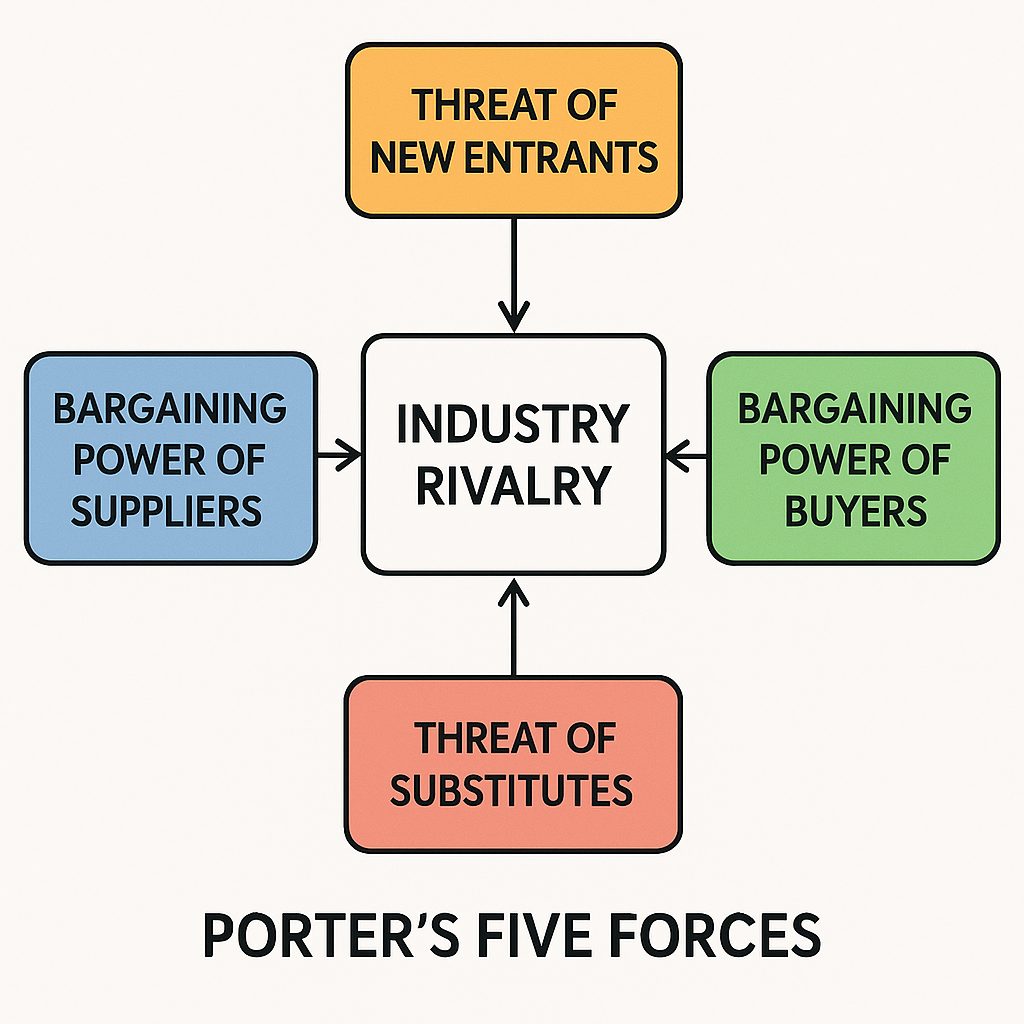 THREAT OF
NEW ENTRANTS
BARGAINING
POWER OF
SUPPLIERS
INDUSTRY
RIVALRY
BARGAINING
POWER OF
BUYERS
THREAT OF
SUBSTITUTES
PORTER'S FIVE FORCES